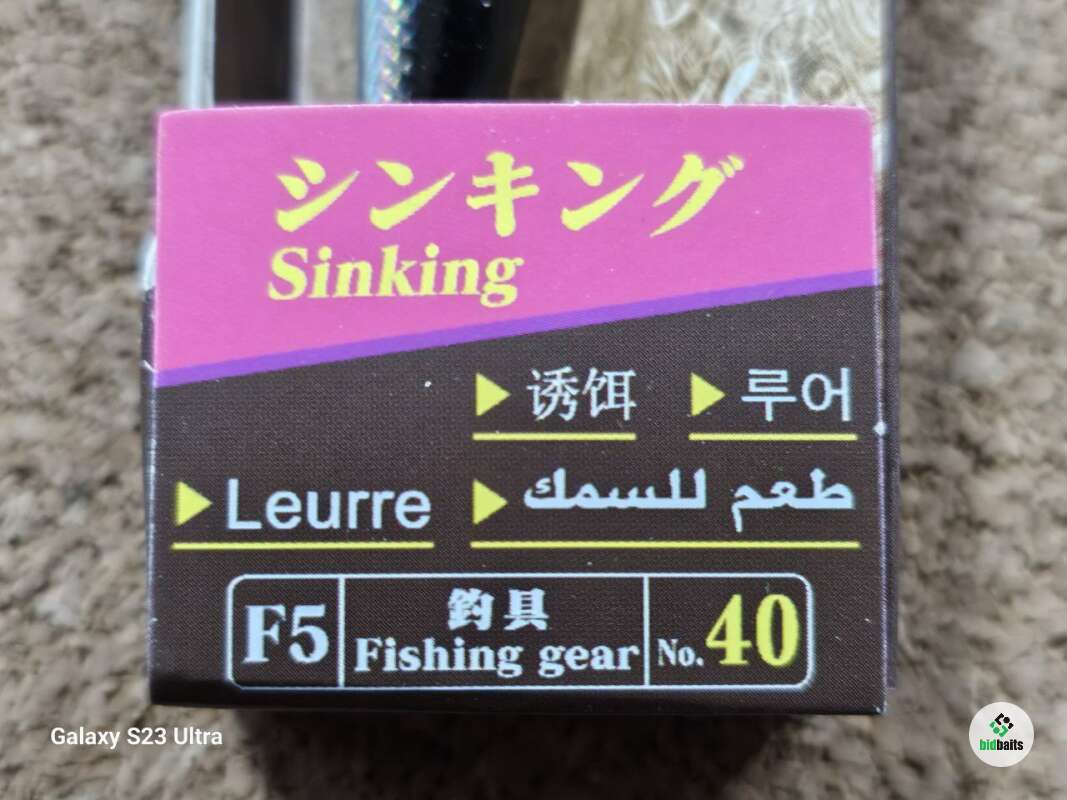 シンキング
Sinking
诱饵 루어
Leurre طعم للسمك
F5 釣具 No.40
Fishing gear
Galaxy S23 Ultra
bidbaits